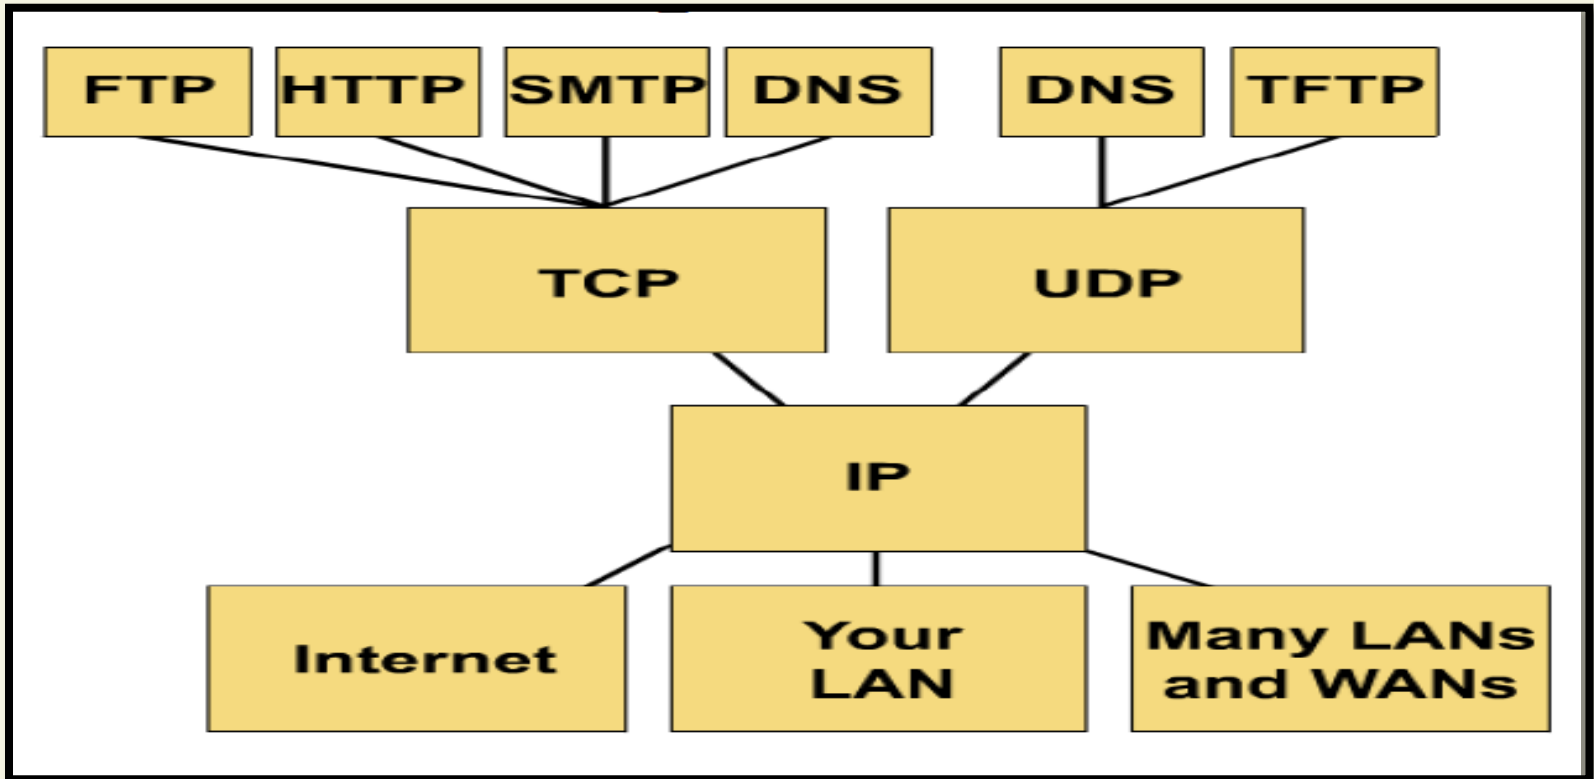 FTP
HTTP
SMTP
DNS
DNS
TFTP
TCP
UDP
IP
Internet
Your
LAN
Many LANs
and WANs